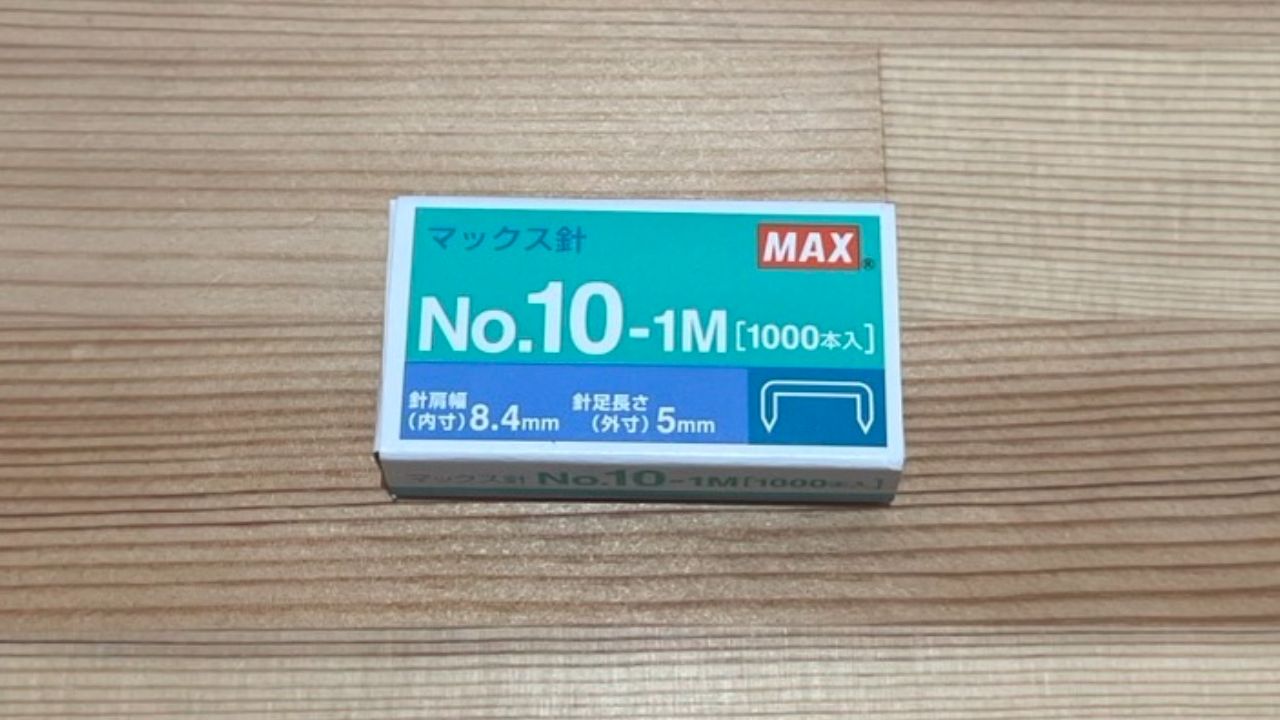 マックス針
MAX®
No.10-1M[1000本入]
針肩幅
(内寸)8.4mm
針足長さ
(外寸)5mm
マックス針 No.10-1M[1000本入]